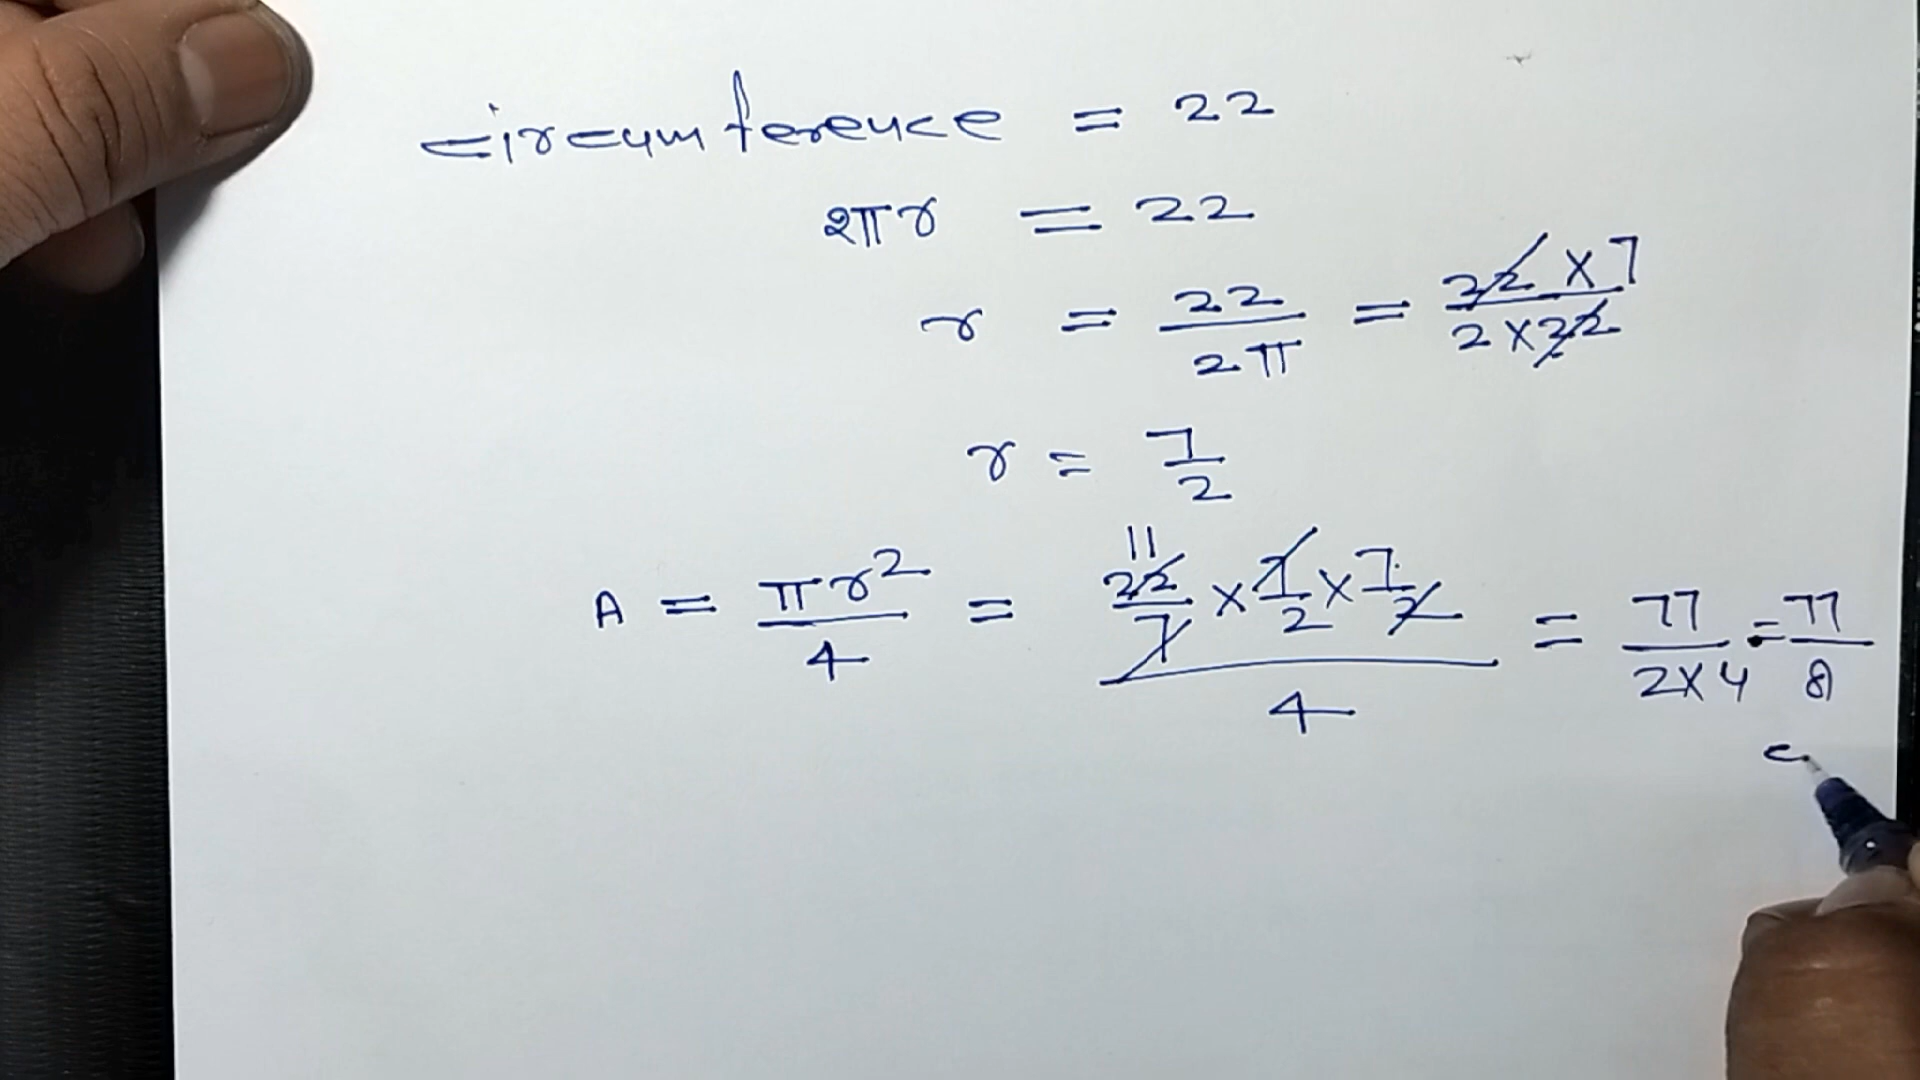 circumference = 22
2πr = 22
r = 22/2π = 22×7/2×22
r = 7/2
A = πr²/4 = 11 22/7 × 7/2 × 7/2 / 4 = 77/2×4 = 77/8
c